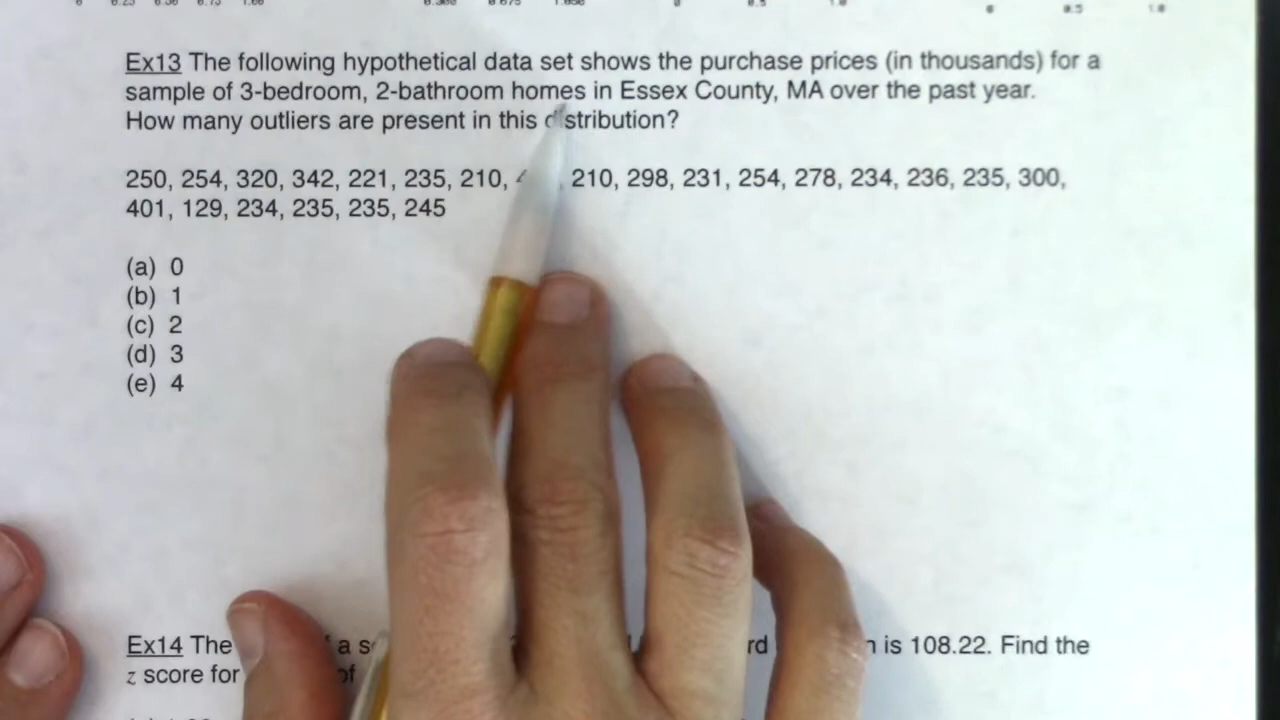 Ex13 The following hypothetical data set shows the purchase prices (in thousands) for a
sample of 3-bedroom, 2-bathroom homes in Essex County, MA over the past year.
How many outliers are present in this distribution?
250, 254, 320, 342, 221, 235, 210, 210, 298, 231, 254, 278, 234, 236, 235, 300,
401, 129, 234, 235, 235, 245
(a) 0
(b) 1
(c) 2
(d) 3
(e) 4
Ex14 The a is 108.22. Find the
z score for of